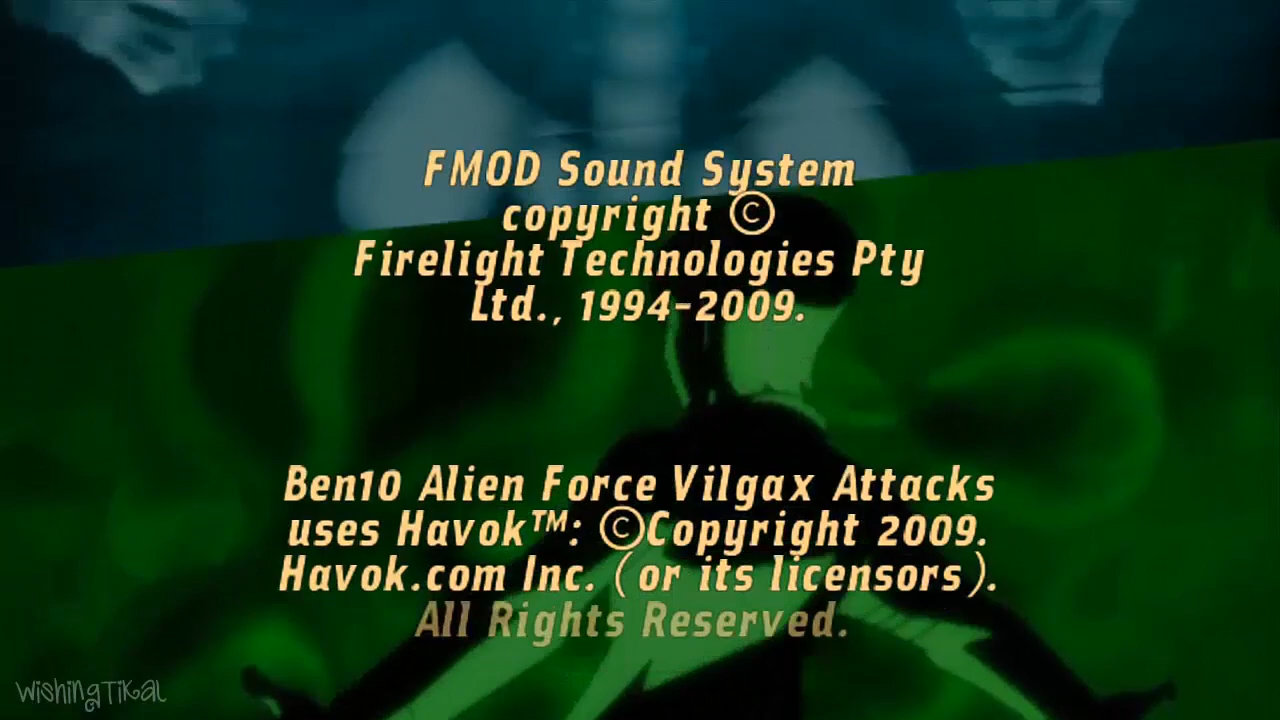 FMOD Sound System
copyright ©
Firelight Technologies Pty
Ltd., 1994-2009.
Ben10 Alien Force Vilgax Attacks
uses Havok™: ©Copyright 2009.
Havok.com Inc. (or its licensors).
All Rights Reserved.
WishingTikal